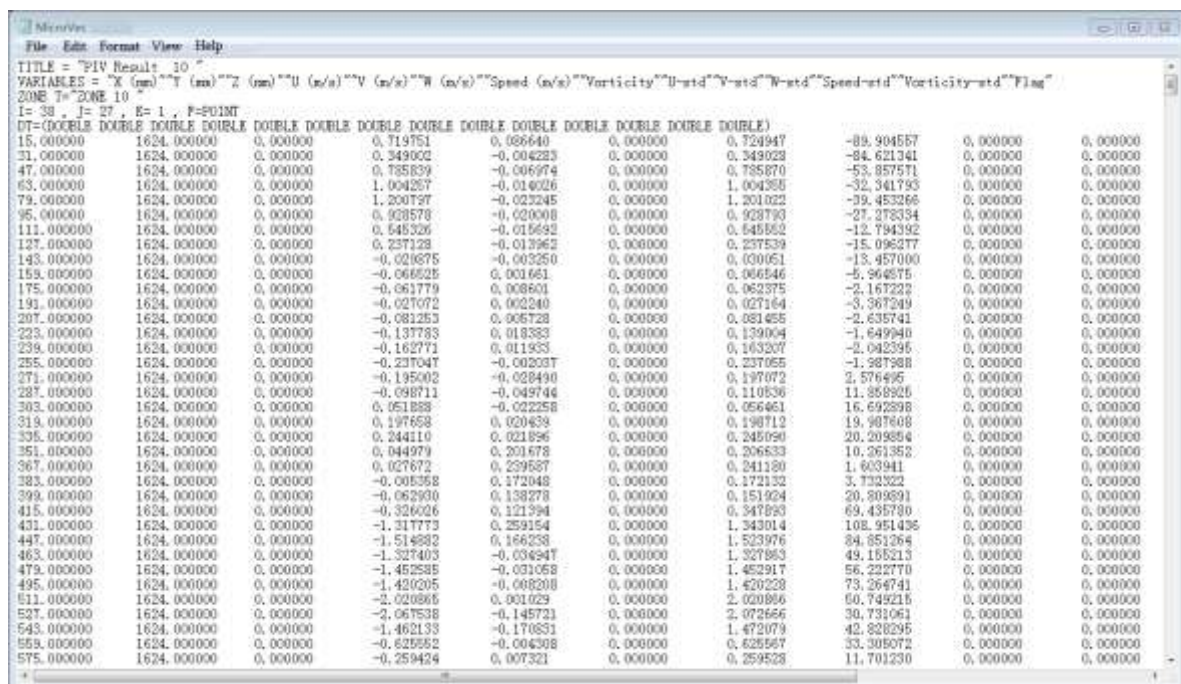 MicroVec
File Edit Format View Help
TITLE = "PIV Result 10 "
VARIABLES = "X (mm)""Y (mm)""Z (mm)""U (m/s)""V (m/s)""W (m/s)""Speed (m/s)""Vorticity""U-std""V-std""W-std""Speed-std""Vorticity-std""Flag"
ZONE T="ZONE 10 "
I= 38 , J= 27 , K= 1 , F=POINT
DT=(DOUBLE DOUBLE DOUBLE DOUBLE DOUBLE DOUBLE DOUBLE DOUBLE DOUBLE DOUBLE DOUBLE DOUBLE DOUBLE DOUBLE)
15.000000 1624.000000 0.000000 0.719751 0.086640 0.000000 0.724947 -89.904557 0.000000 0.000000
31.000000 1624.000000 0.000000 0.349002 -0.004283 0.000000 0.349028 -84.621341 0.000000 0.000000
47.000000 1624.000000 0.000000 0.785839 -0.006974 0.000000 0.785870 -53.857571 0.000000 0.000000
63.000000 1624.000000 0.000000 1.004257 -0.014026 0.000000 1.004355 -32.341793 0.000000 0.000000
79.000000 1624.000000 0.000000 1.200797 -0.023245 0.000000 1.201022 -39.453266 0.000000 0.000000
95.000000 1624.000000 0.000000 0.928578 -0.020008 0.000000 0.928793 -27.278334 0.000000 0.000000
111.000000 1624.000000 0.000000 0.545326 -0.015692 0.000000 0.545552 -12.794392 0.000000 0.000000
127.000000 1624.000000 0.000000 0.237128 -0.013962 0.000000 0.237539 -15.096277 0.000000 0.000000
143.000000 1624.000000 0.000000 -0.029875 -0.003250 0.000000 0.030051 -13.457000 0.000000 0.000000
159.000000 1624.000000 0.000000 -0.066525 0.001661 0.000000 0.066546 -5.964875 0.000000 0.000000
175.000000 1624.000000 0.000000 -0.061779 0.008601 0.000000 0.062375 -2.167222 0.000000 0.000000
191.000000 1624.000000 0.000000 -0.027072 0.002240 0.000000 0.027164 -3.367249 0.000000 0.000000
207.000000 1624.000000 0.000000 -0.081253 0.005728 0.000000 0.081455 -2.635741 0.000000 0.000000
223.000000 1624.000000 0.000000 -0.137783 0.018383 0.000000 0.139004 -1.649940 0.000000 0.000000
239.000000 1624.000000 0.000000 -0.162771 0.011933 0.000000 0.163207 -2.042395 0.000000 0.000000
255.000000 1624.000000 0.000000 -0.237047 -0.002037 0.000000 0.237055 -1.987988 0.000000 0.000000
271.000000 1624.000000 0.000000 -0.195002 -0.028490 0.000000 0.197072 2.576495 0.000000 0.000000
287.000000 1624.000000 0.000000 -0.098711 -0.049744 0.000000 0.110536 11.858925 0.000000 0.000000
303.000000 1624.000000 0.000000 0.051888 -0.022258 0.000000 0.056461 16.692898 0.000000 0.000000
319.000000 1624.000000 0.000000 0.197658 0.020439 0.000000 0.198712 19.987608 0.000000 0.000000
335.000000 1624.000000 0.000000 0.244110 0.021896 0.000000 0.245090 20.209854 0.000000 0.000000
351.000000 1624.000000 0.000000 0.044979 0.201678 0.000000 0.206633 10.261352 0.000000 0.000000
367.000000 1624.000000 0.000000 0.027672 0.239587 0.000000 0.241180 1.603941 0.000000 0.000000
383.000000 1624.000000 0.000000 -0.005358 0.172048 0.000000 0.172132 3.732322 0.000000 0.000000
399.000000 1624.000000 0.000000 -0.062930 0.138278 0.000000 0.151924 20.809891 0.000000 0.000000
415.000000 1624.000000 0.000000 -0.326026 0.121394 0.000000 0.347893 69.435780 0.000000 0.000000
431.000000 1624.000000 0.000000 -1.317773 0.259154 0.000000 1.343014 108.951436 0.000000 0.000000
447.000000 1624.000000 0.000000 -1.514882 0.166238 0.000000 1.523976 84.851264 0.000000 0.000000
463.000000 1624.000000 0.000000 -1.327403 -0.034947 0.000000 1.327863 49.155213 0.000000 0.000000
479.000000 1624.000000 0.000000 -1.452585 -0.031058 0.000000 1.452917 56.222770 0.000000 0.000000
495.000000 1624.000000 0.000000 -1.420205 -0.008208 0.000000 1.420228 73.264741 0.000000 0.000000
511.000000 1624.000000 0.000000 -2.020865 0.001029 0.000000 2.020866 50.749215 0.000000 0.000000
527.000000 1624.000000 0.000000 -2.067538 -0.145721 0.000000 2.072666 30.731061 0.000000 0.000000
543.000000 1624.000000 0.000000 -1.462133 -0.170831 0.000000 1.472079 42.828295 0.000000 0.000000
559.000000 1624.000000 0.000000 -0.625552 -0.004308 0.000000 0.625567 33.305072 0.000000 0.000000
575.000000 1624.000000 0.000000 -0.259424 0.007321 0.000000 0.259528 11.701230 0.000000 0.000000